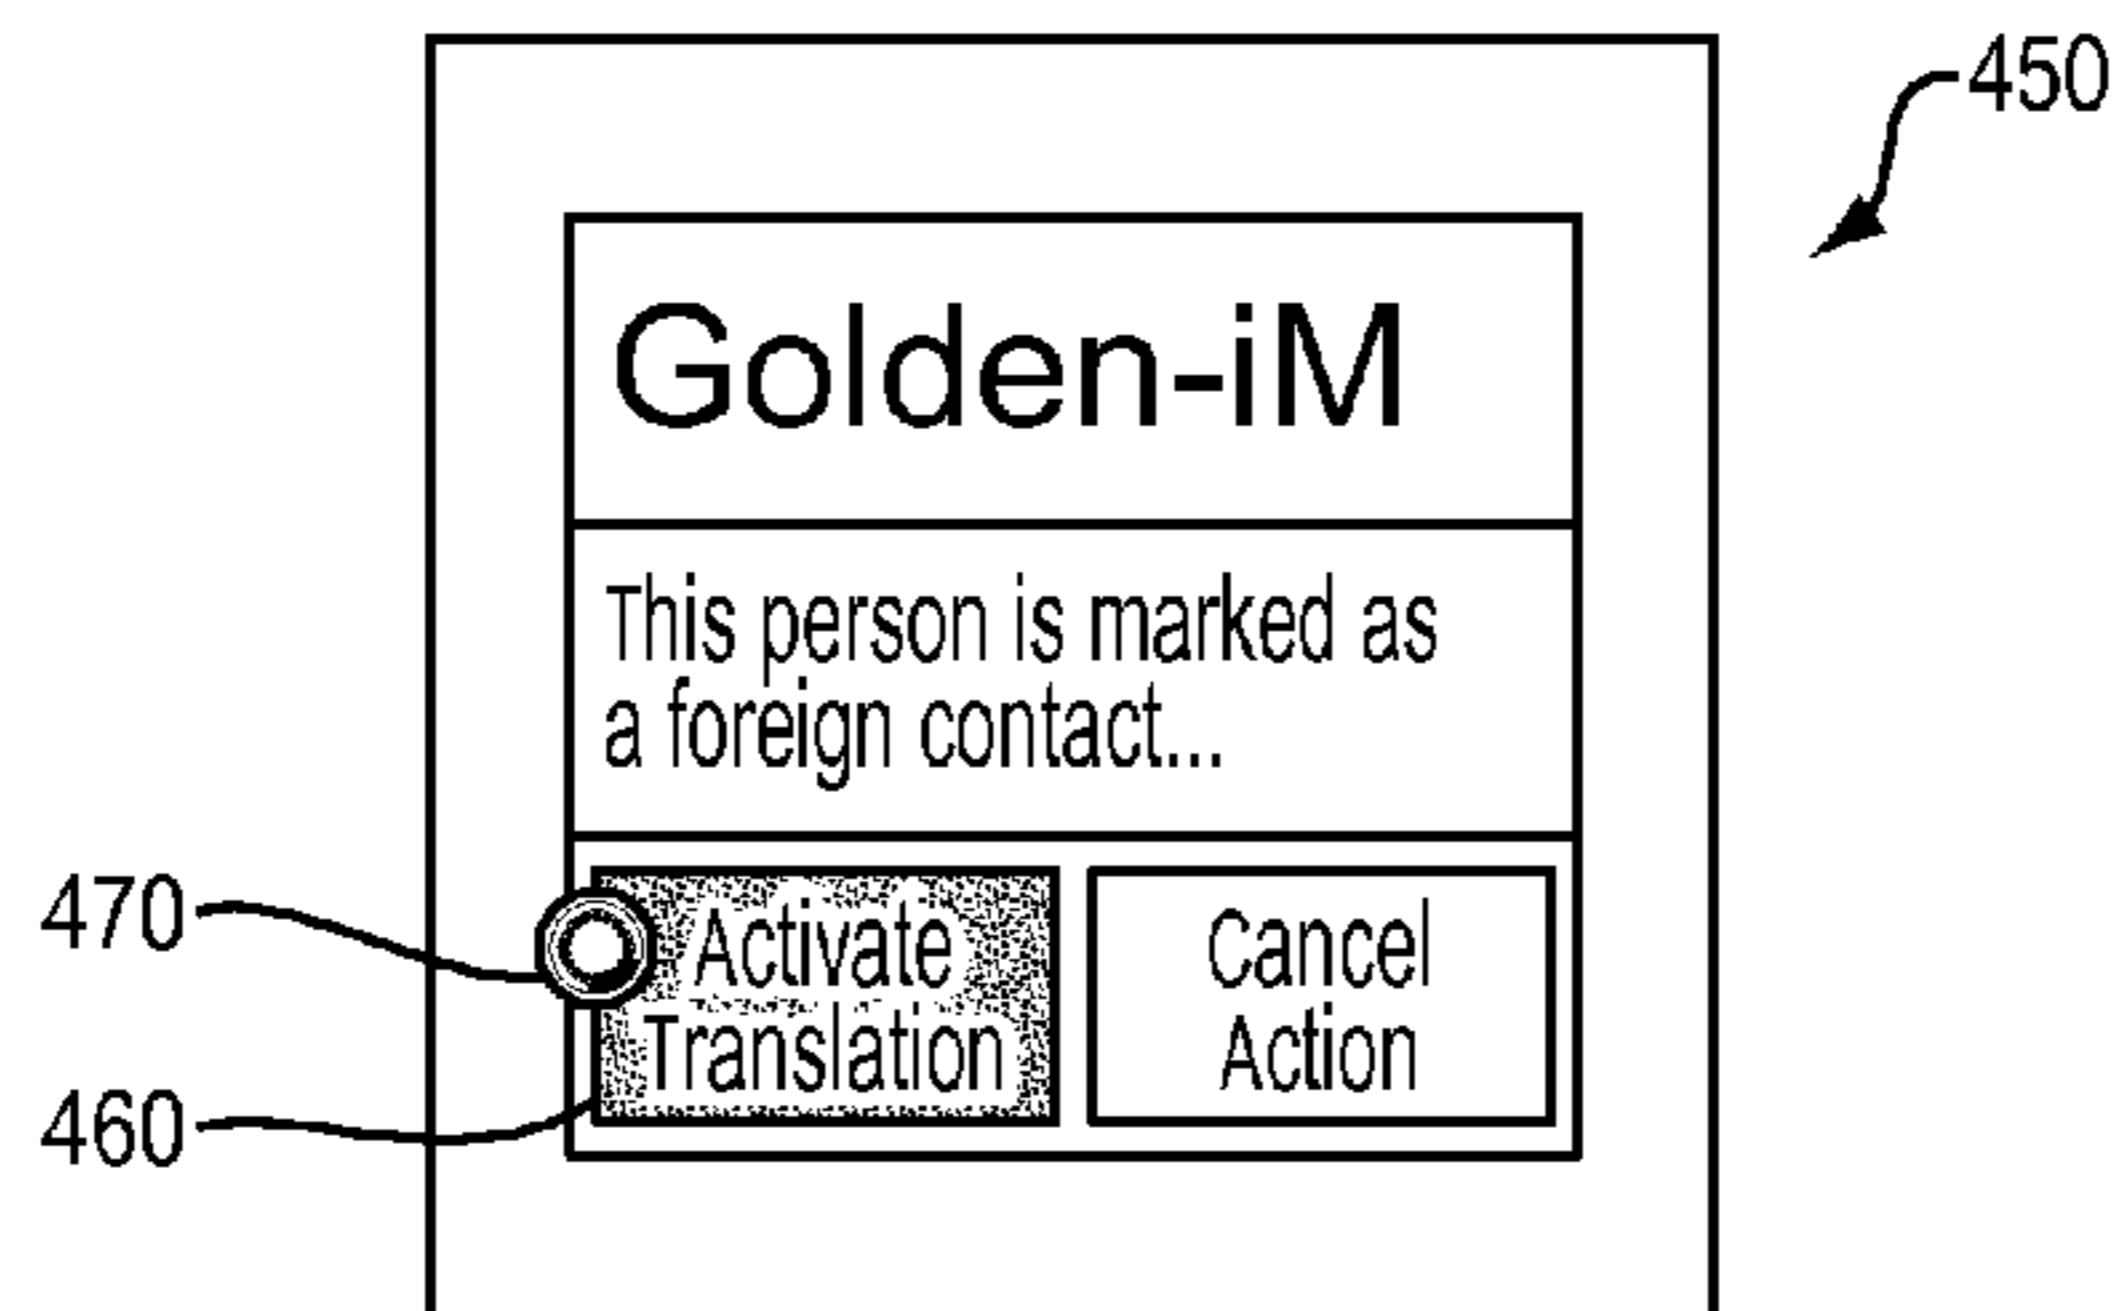 450
Golden-iM
This person is marked as
a foreign contact...
470
Activate
Translation
Cancel
Action
460